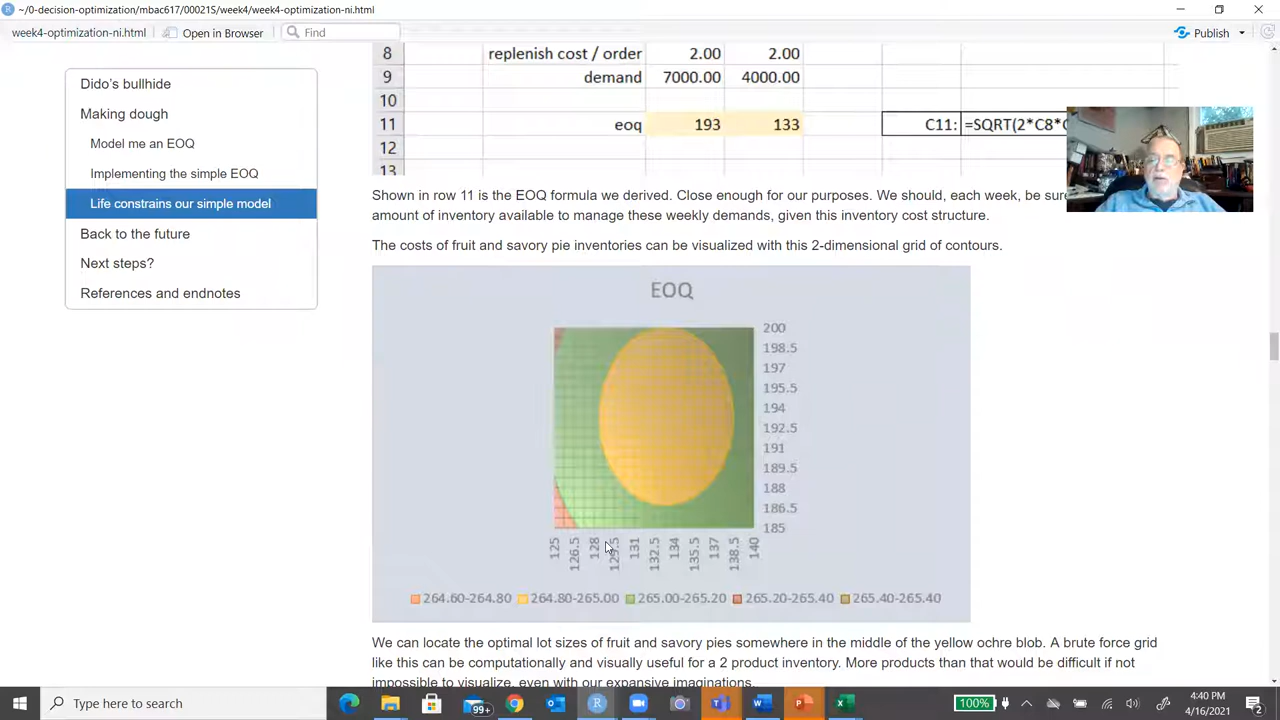 ~/0-decision-optimization/mbac617/00021S/week4/week4-optimization-ni.html
week4-optimization-ni.html
Open in Browser
Find
Publish
Dido's bullhide
Making dough
Model me an EOQ
Implementing the simple EOQ
Life constrains our simple model
Back to the future
Next steps?
References and endnotes
8 replenish cost / order 2.00 2.00
9 demand 7000.00 4000.00
10
11 eoq 193 133 C11: =SQRT(2*C8*
12
13
Shown in row 11 is the EOQ formula we derived. Close enough for our purposes. We should, each week, be sure
amount of inventory available to manage these weekly demands, given this inventory cost structure.
The costs of fruit and savory pie inventories can be visualized with this 2-dimensional grid of contours.
EOQ
200
198.5
197
195.5
194
192.5
191
189.5
188
186.5
185
125 126.5 128 129.5 131 132.5 134 135.5 137 138.5 140
264.60-264.80 264.80-265.00 265.00-265.20 265.20-265.40 265.40-265.40
We can locate the optimal lot sizes of fruit and savory pies somewhere in the middle of the yellow ochre blob. A brute force grid
like this can be computationally and visually useful for a 2 product inventory. More products than that would be difficult if not
impossible to visualize, even with our expansive imaginations.
Type here to search
99+
100%
4:40 PM
4/16/2021
2